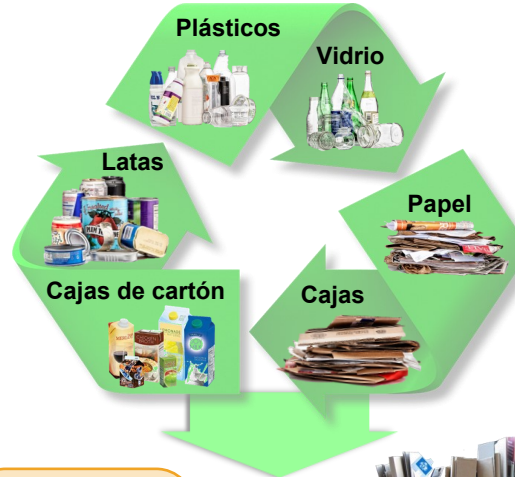 Plásticos
Vidrio
Latas
Papel
Cajas de cartón
Cajas